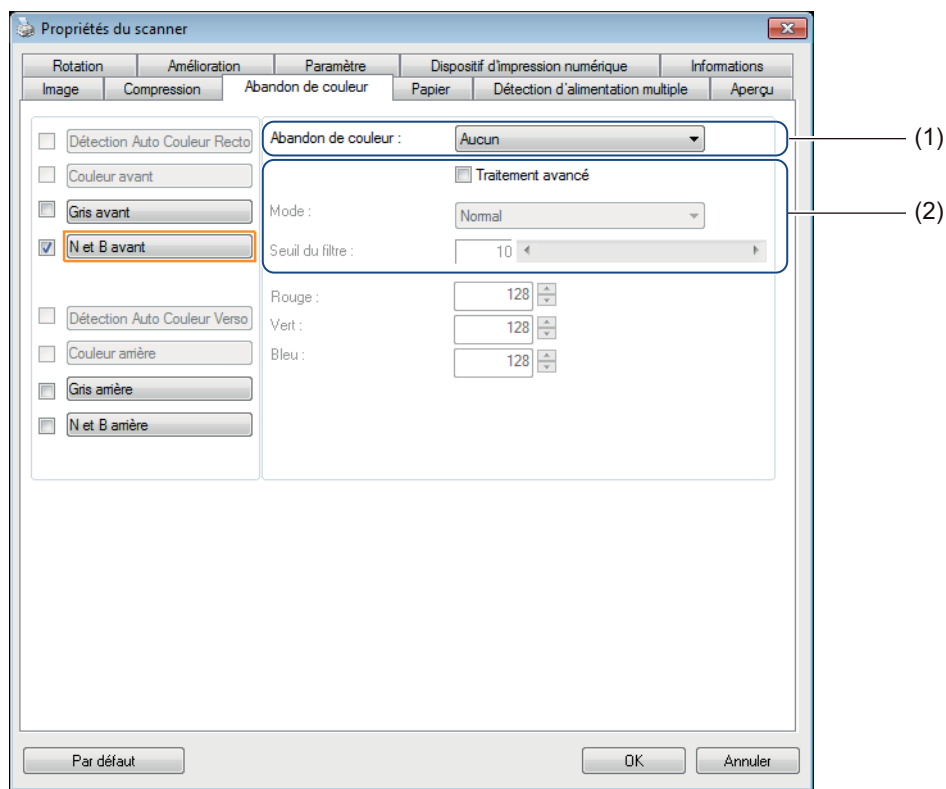 Propriétés du scanner
Rotation Amélioration Paramètre Dispositif d'impression numérique Informations
Image Compression Abandon de couleur Papier Détection d'alimentation multiple Aperçu
Détection Auto Couleur Recto
Couleur avant
Gris avant
N et B avant
Détection Auto Couleur Verso
Couleur arrière
Gris arrière
N et B arrière
Abandon de couleur : Aucun
(1)
Traitement avancé
Mode : Normal
(2)
Seuil du filtre : 10
Rouge : 128
Vert : 128
Bleu : 128
Par défaut OK Annuler